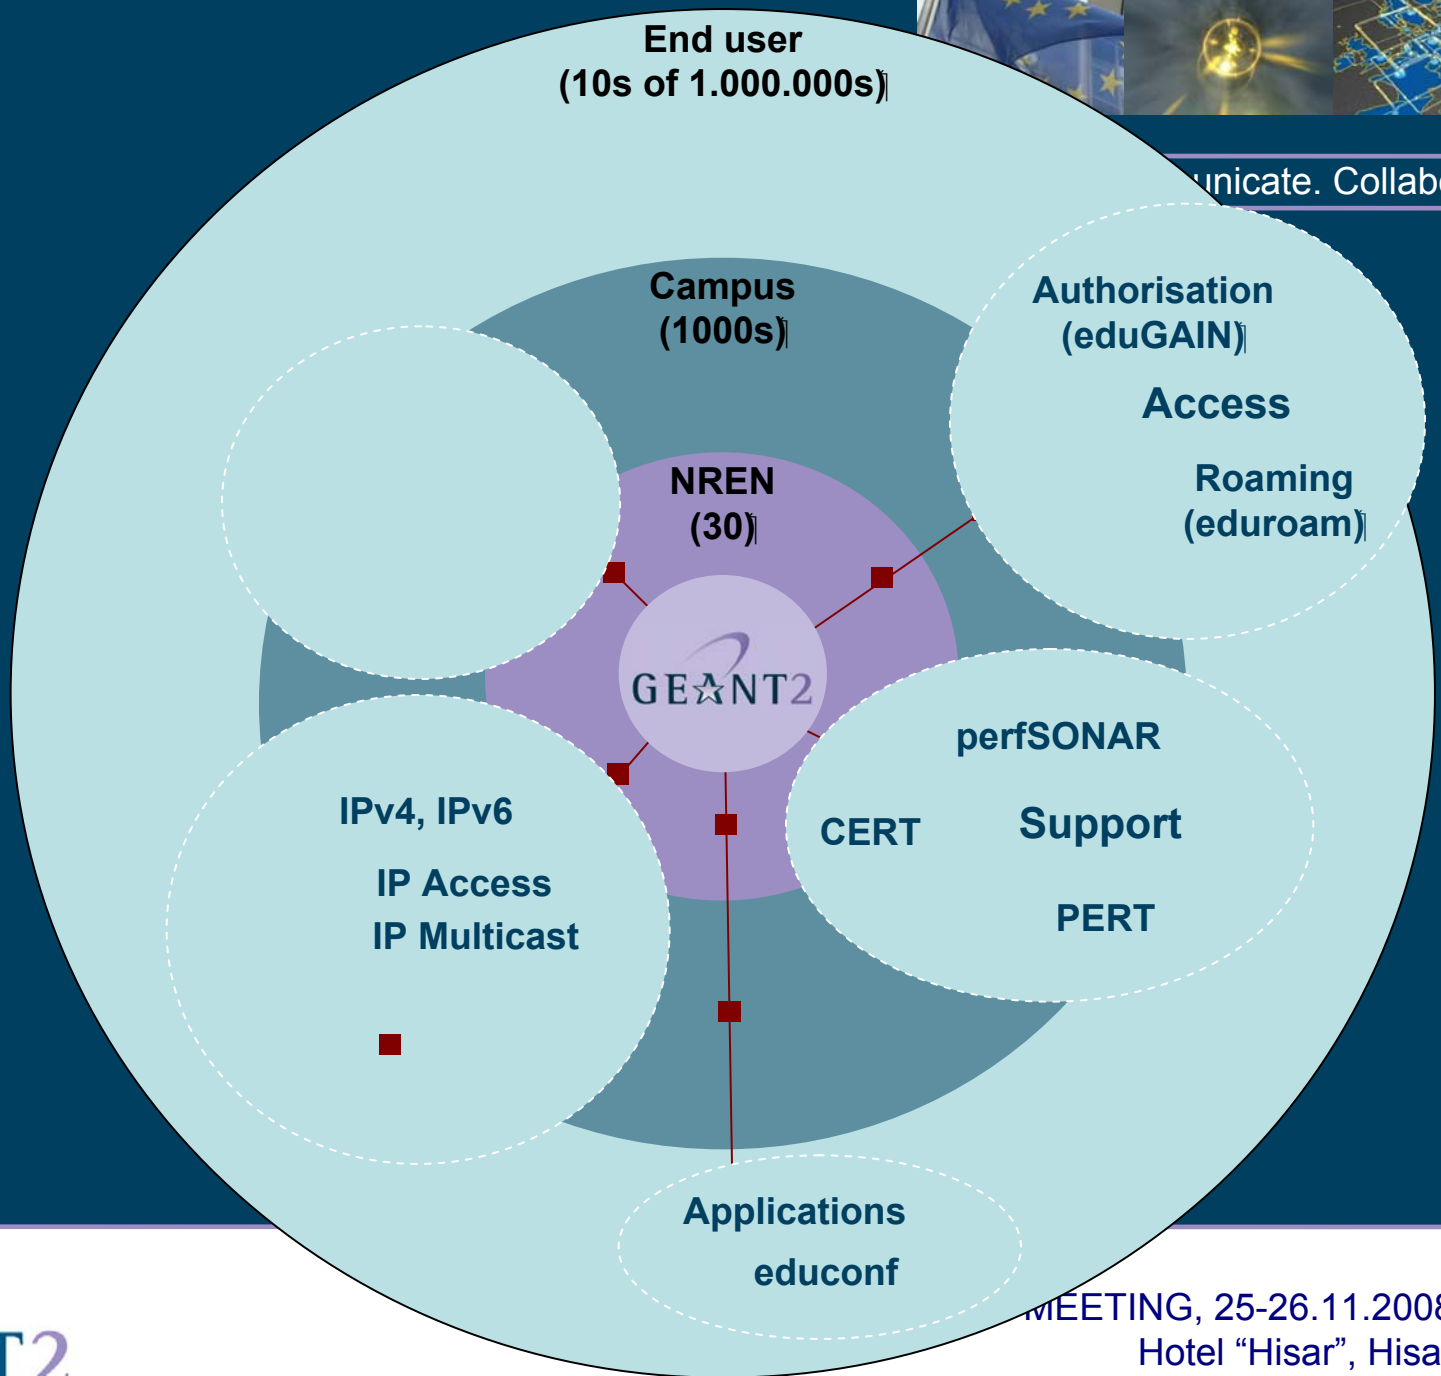 End user
(10s of 1.000.000s)
Collab
Campus
(1000s)
Authorisation
(eduGAIN)
Access
Roaming
(eduroam)
NREN
(30)
GEANT2
perfSONAR
CERT
Support
PERT
IPv4, IPv6
IP Access
IP Multicast
Applications
educonf
MEETING, 25-26.11.2008
Hotel “Hisar”, Hisa
T2